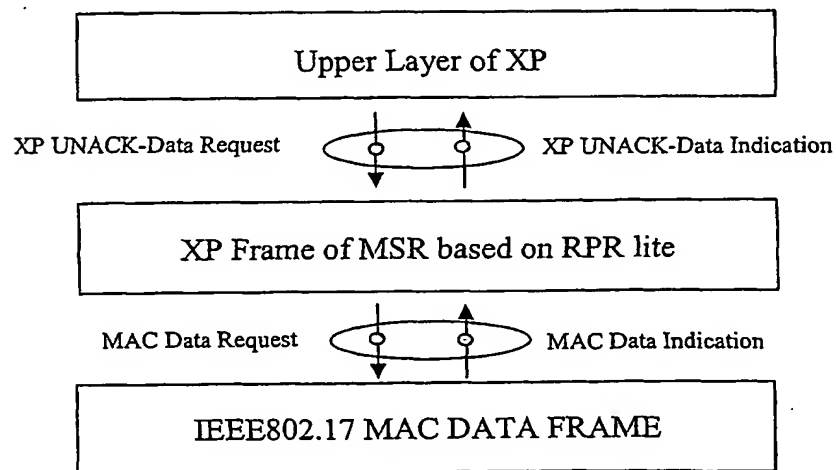 Upper Layer of XP
XP UNACK-Data Request
XP UNACK-Data Indication
XP Frame of MSR based on RPR lite
MAC Data Request
MAC Data Indication
IEEE802.17 MAC DATA FRAME